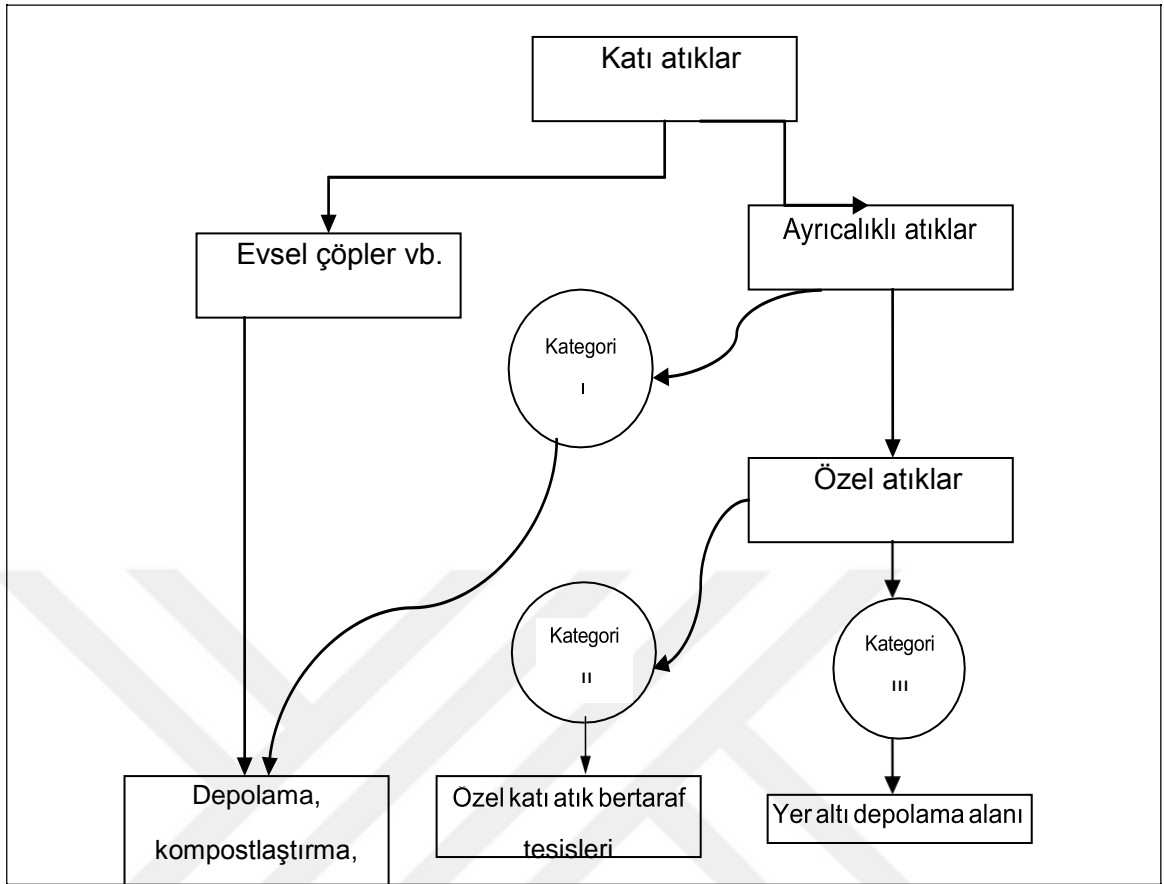 Katı atıklar
Ayrıcalıklı atıklar
Evsel çöpler vb.
Kategori
I
Özel atıklar
Kategori
II
Kategori
III
Depolama,
kompostlaştırma,
Özel katı atık bertaraf
tesisleri
Yer altı depolama alanı